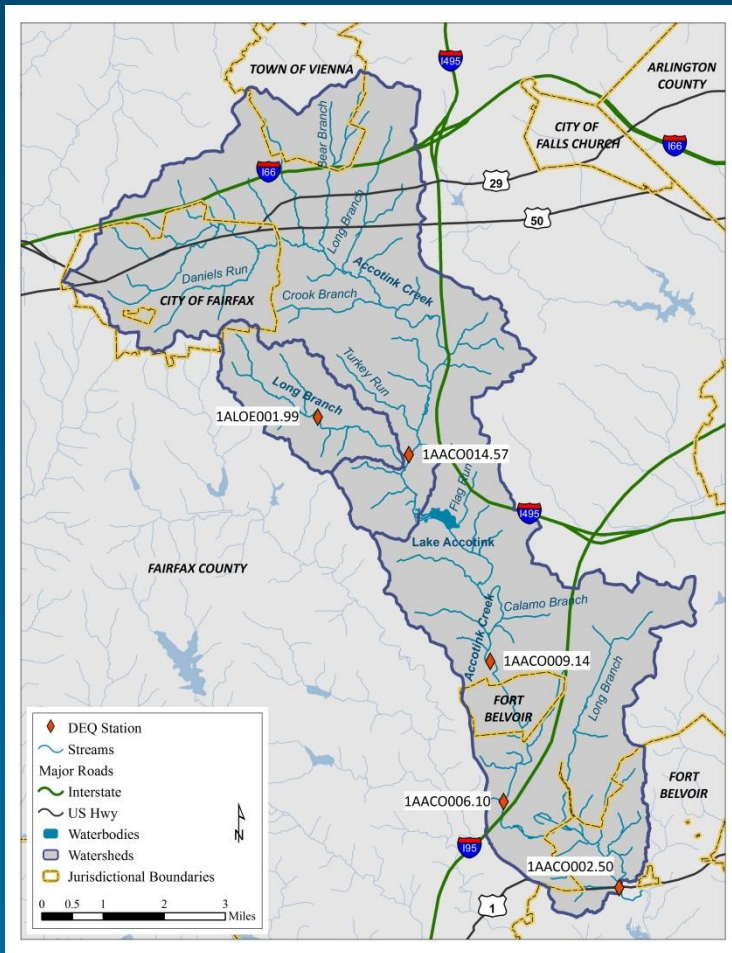 TOWN OF VIENNA
I495
ARLINGTON
COUNTY
CITY OF
FALLS CHURCH
I66
Bear Branch
I66
29
50
Long Branch
Accotink Creek
Daniels Run
CITY OF FAIRFAX
Crook Branch
Turkey Run
Long Branch
1ALOE001.99
1AACO014.57
Flag Run
I495
Lake Accotink
FAIRFAX COUNTY
Calamo Branch
Accotink Creek
1AACO009.14
Long Branch
FORT
BELVOIR
FORT
BELVOIR
1AACO006.10
I95
1AACO002.50
1
DEQ Station
Streams
Major Roads
Interstate
US Hwy
Waterbodies
Watersheds
Jurisdictional Boundaries
N
0 0.5 1 2 3
Miles